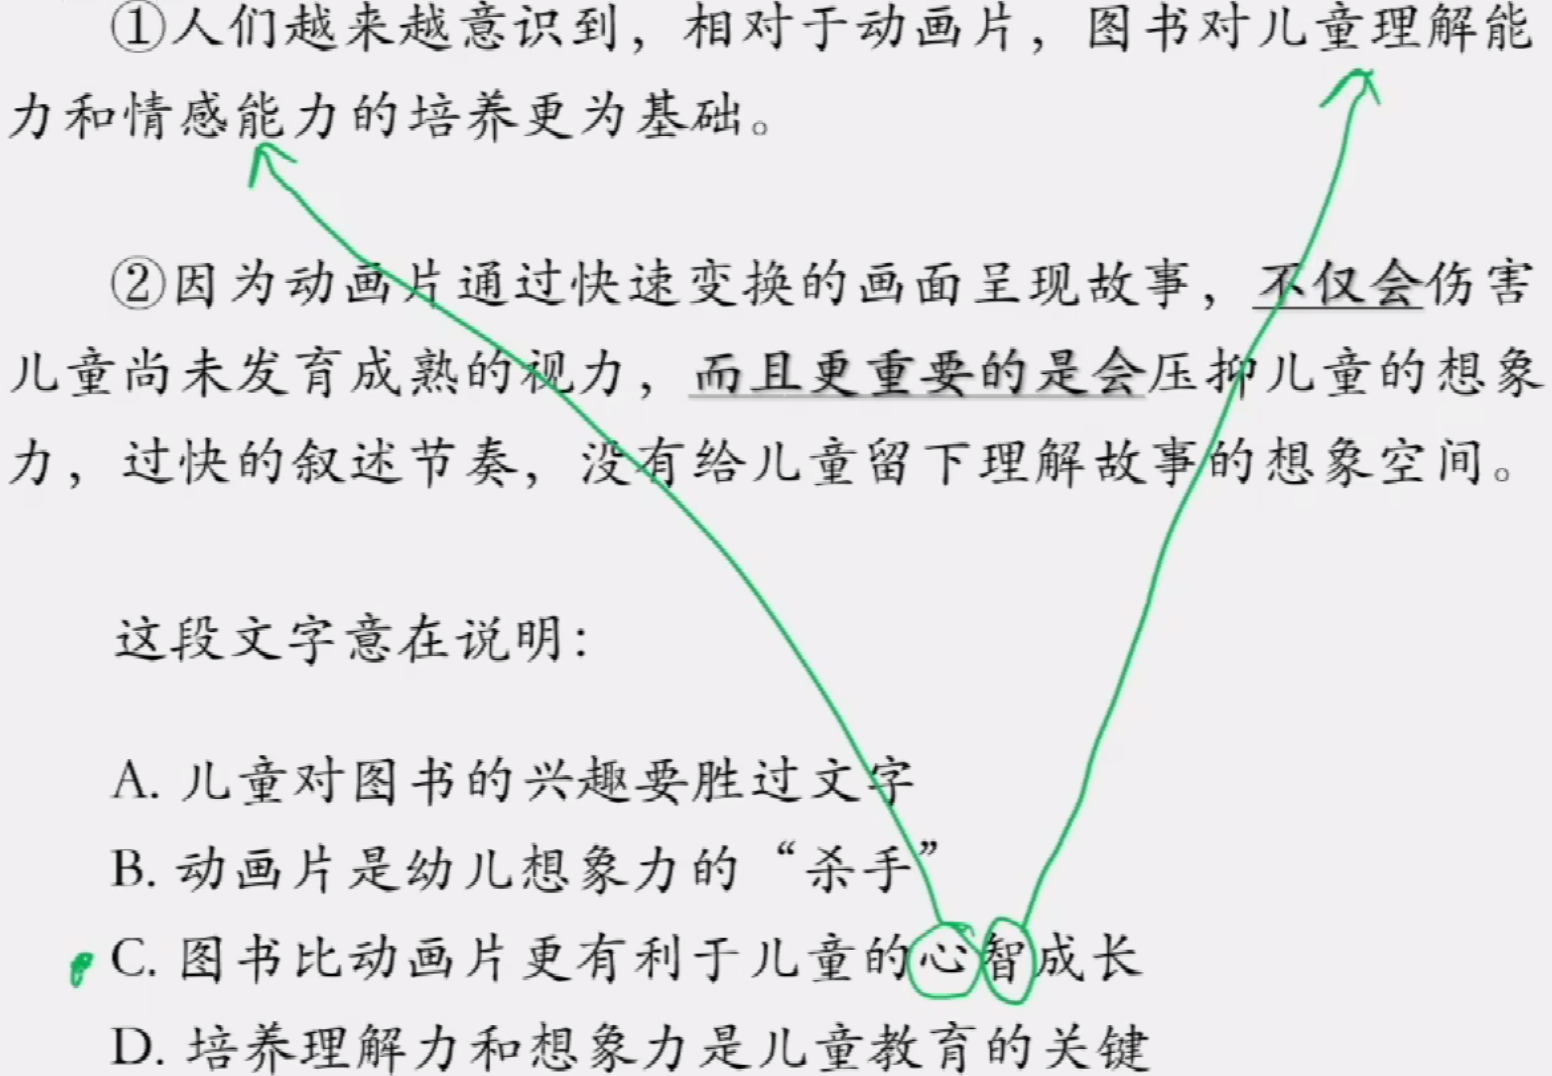 ①人们越来越意识到，相对于动画片，图书对儿童理解能
力和情感能力的培养更为基础。
②因为动画片通过快速变换的画面呈现故事，不仅会伤害
儿童尚未发育成熟的视力，而且更重要的是会压抑儿童的想象
力，过快的叙述节奏，没有给儿童留下理解故事的想象空间。
这段文字意在说明：
A. 儿童对图书的兴趣要胜过文字
B. 动画片是幼儿想象力的“杀手”
C. 图书比动画片更有利于儿童的心智成长
D. 培养理解力和想象力是儿童教育的关键